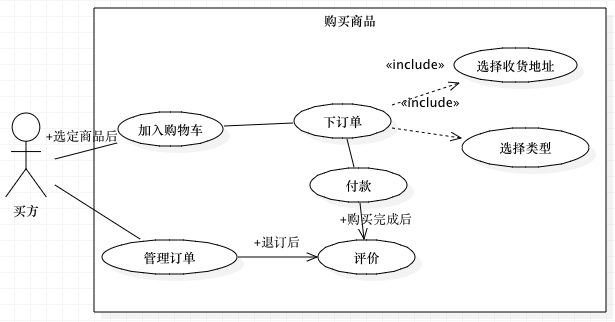 购买商品
«include»
选择收货地址
«include»
下订单
加入购物车
+选定商品后
选择类型
付款
买方
+购买完成后
+退订后
管理订单
评价